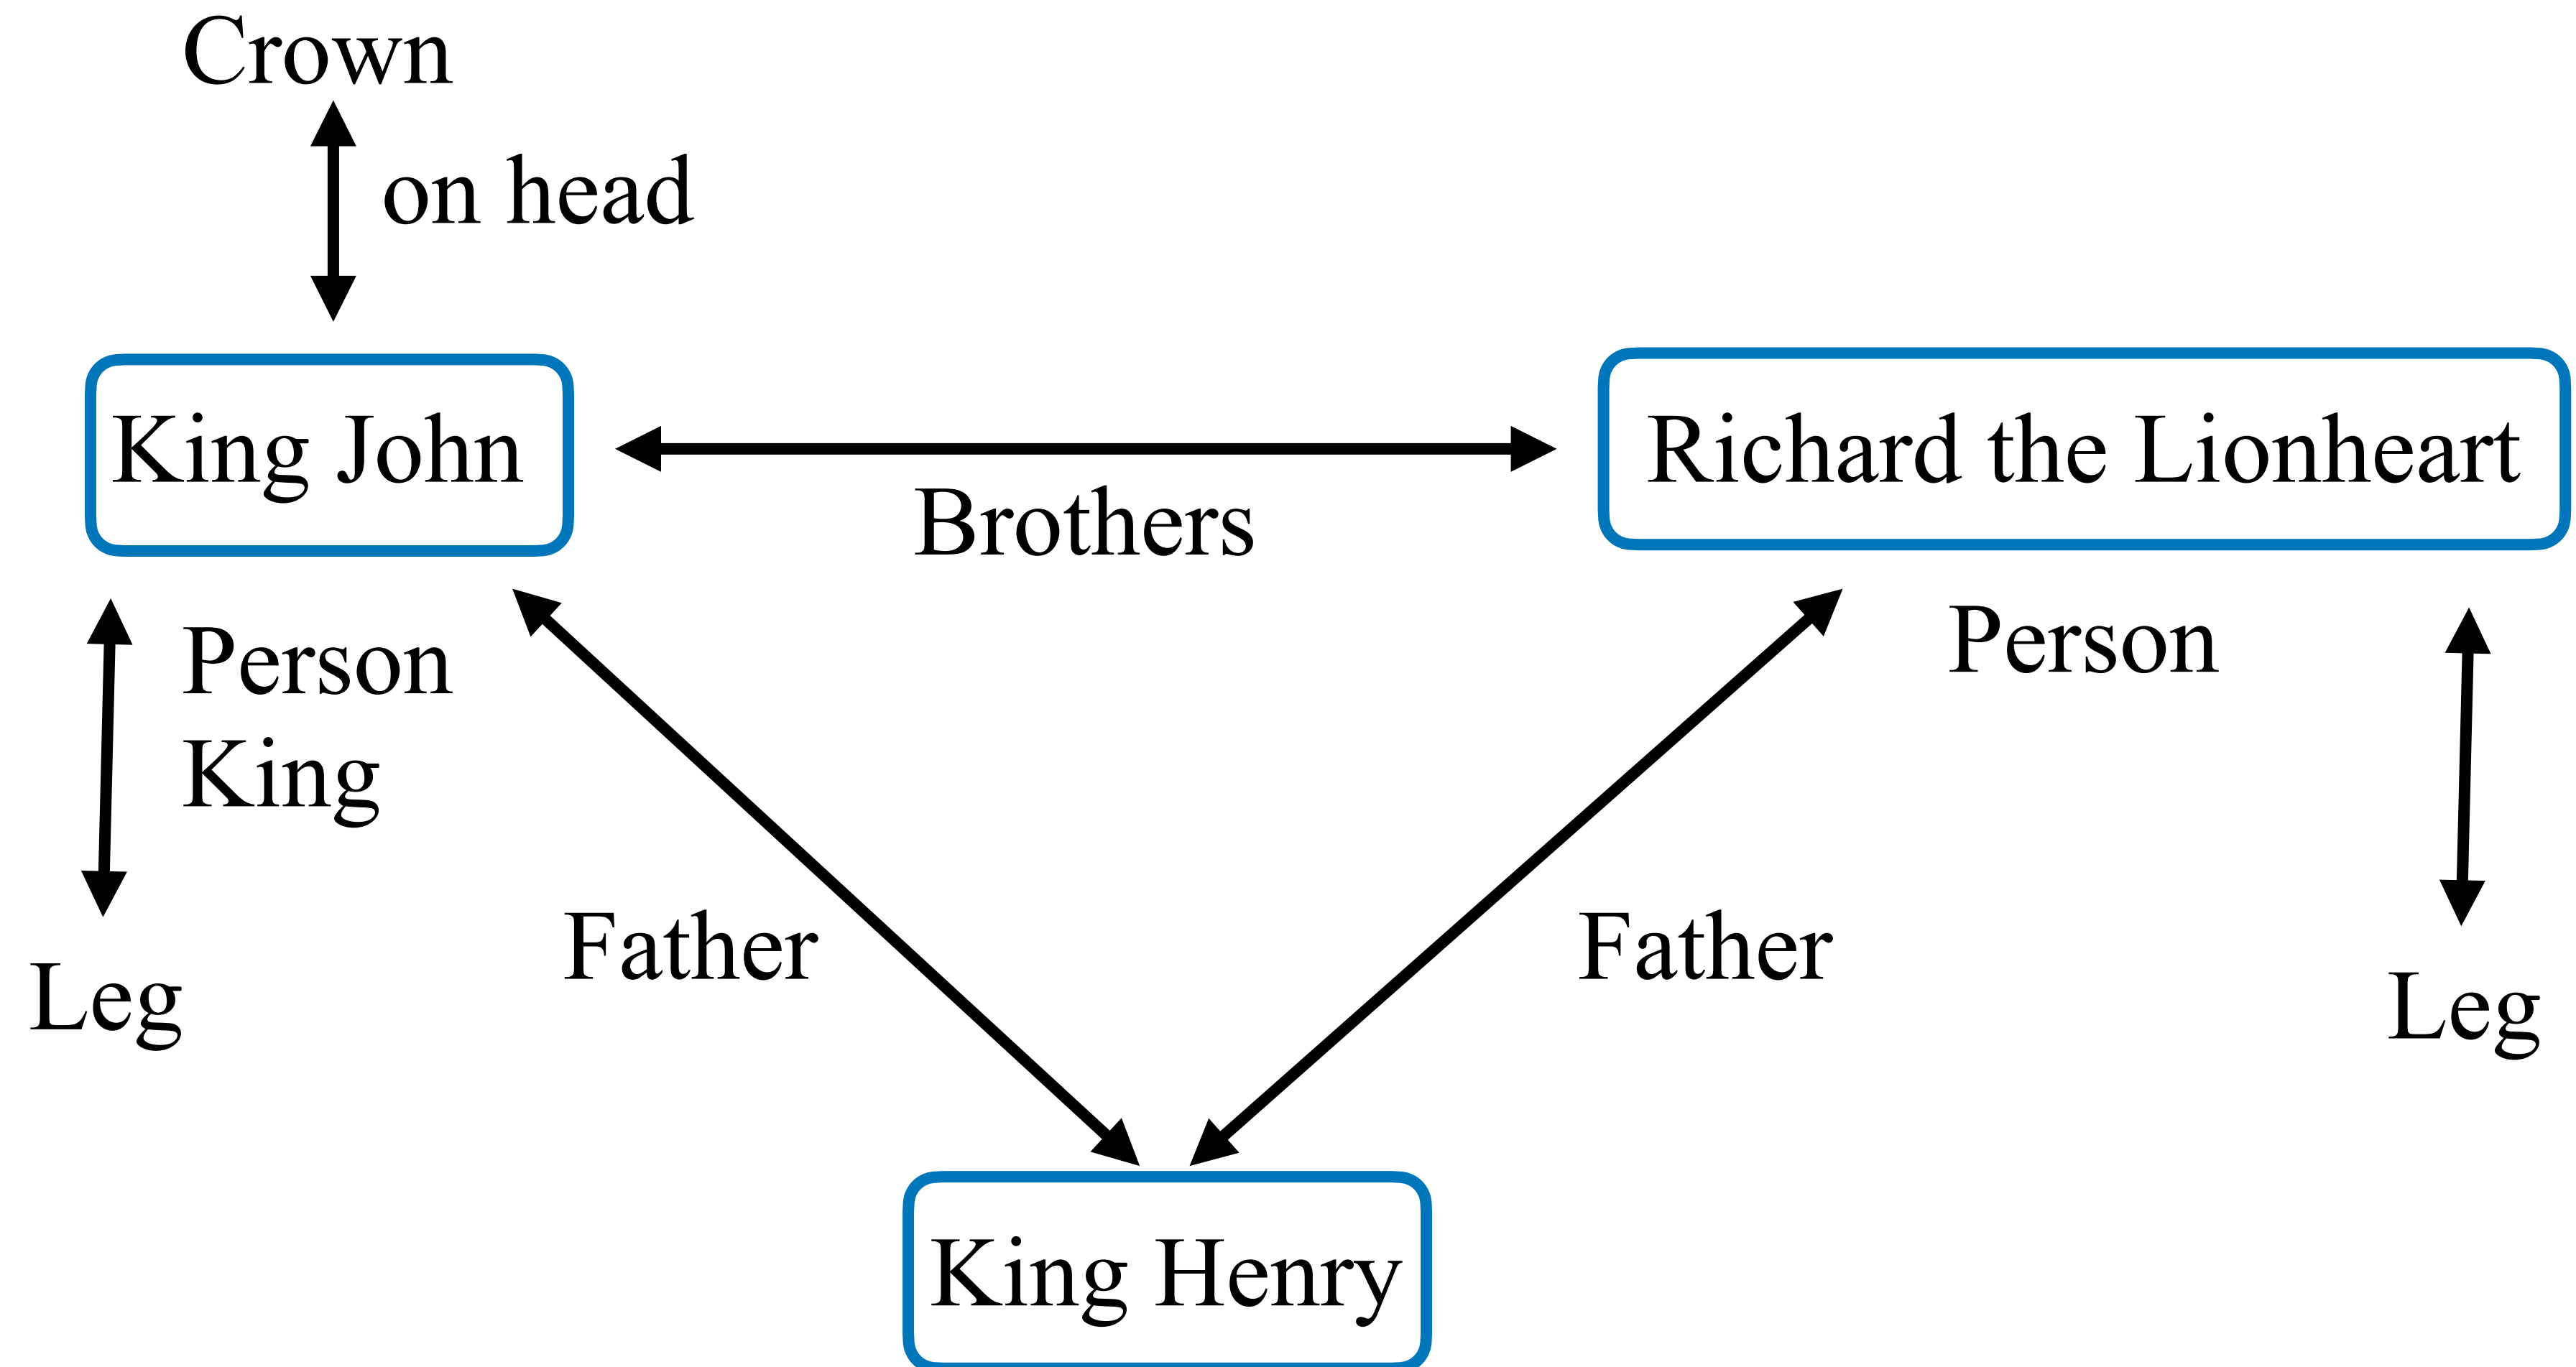 Crown
on head
King John
Richard the Lionheart
Brothers
Person
King
Person
Father
Father
Leg
Leg
King Henry